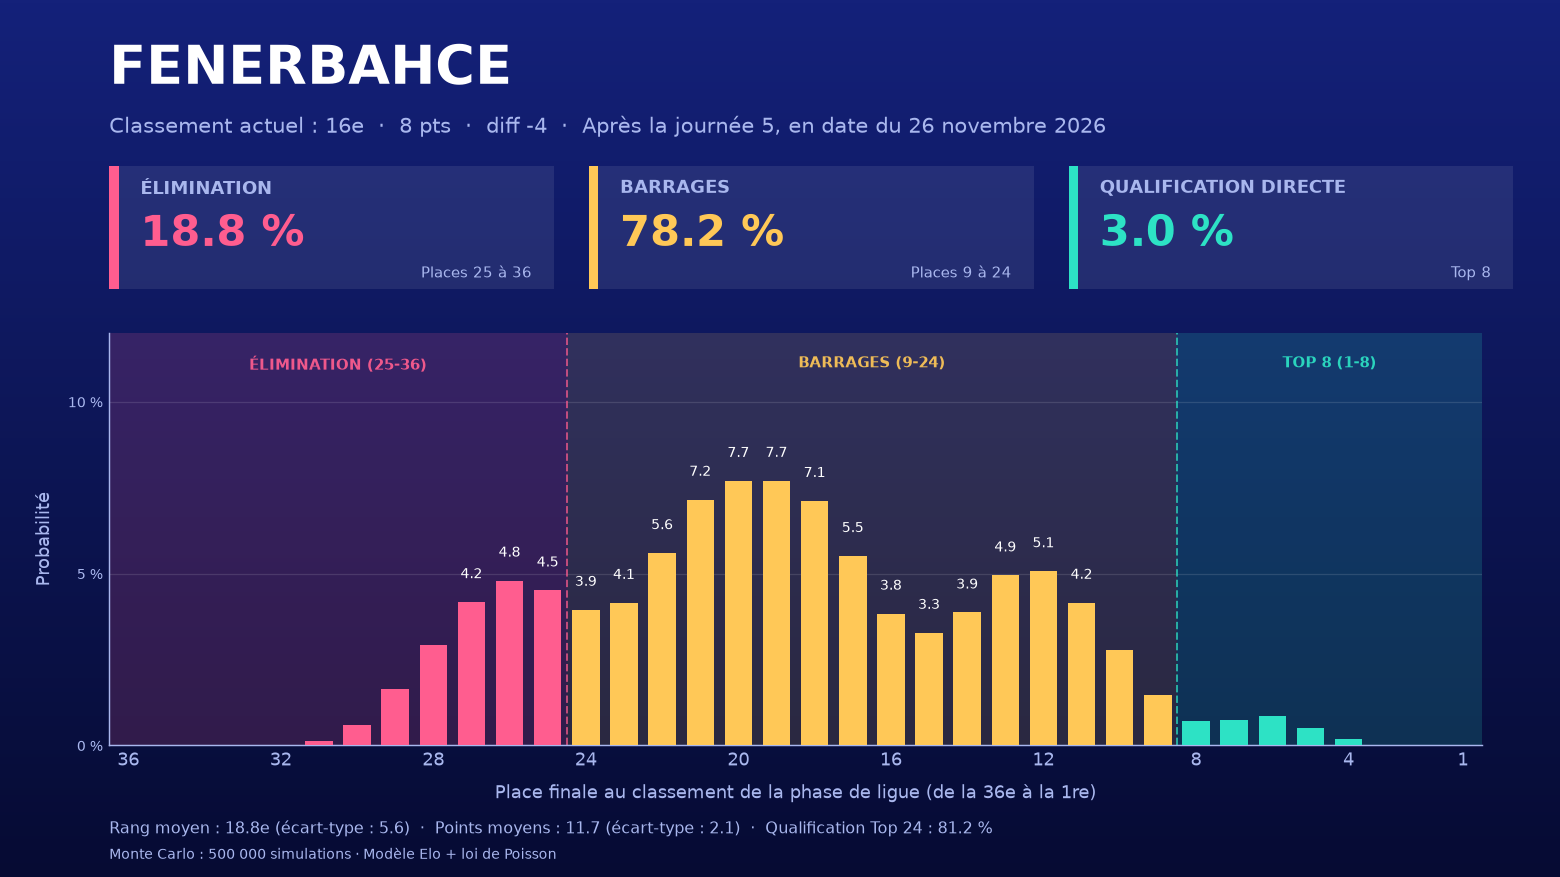 FENERBAHCE
Classement actuel : 16e · 8 pts · diff -4 · Après la journée 5, en date du 26 novembre 2026
ÉLIMINATION
18.8 %
Places 25 à 36
BARRAGES
78.2 %
Places 9 à 24
QUALIFICATION DIRECTE
3.0 %
Top 8
ÉLIMINATION (25-36)
BARRAGES (9-24)
TOP 8 (1-8)
Probabilité
10 %
5 %
0 %
4.2
4.8
4.5
3.9
4.1
5.6
7.2
7.7
7.7
7.1
5.5
3.8
3.3
3.9
4.9
5.1
4.2
36 32 28 24 20 16 12 8 4 1
Place finale au classement de la phase de ligue (de la 36e à la 1re)
Rang moyen : 18.8e (écart-type : 5.6) · Points moyens : 11.7 (écart-type : 2.1) · Qualification Top 24 : 81.2 %
Monte Carlo : 500 000 simulations · Modèle Elo + loi de Poisson